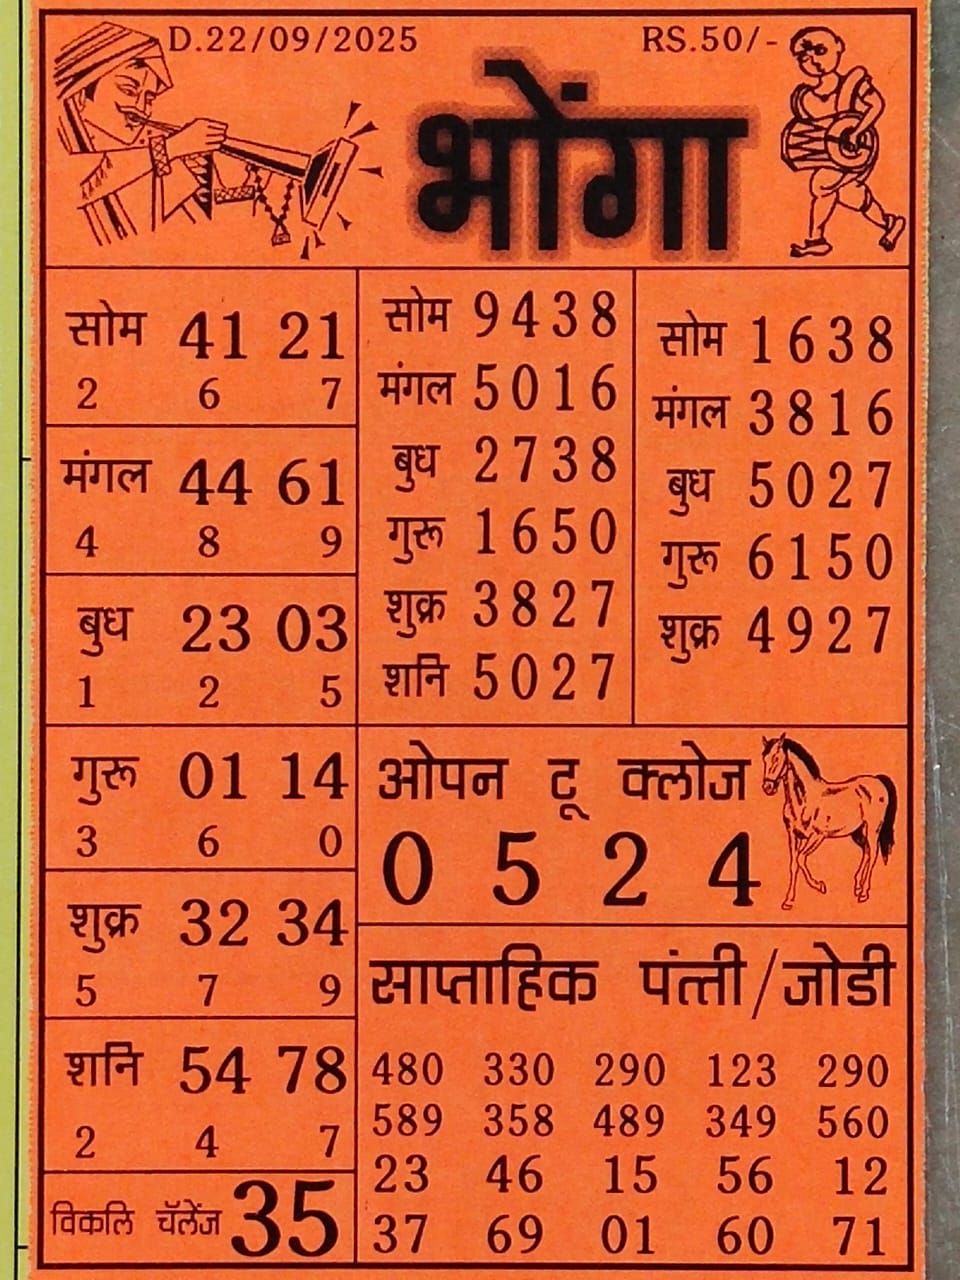 D.22/09/2025 RS.50/-
भोंगा
सोम 41 21
2 6 7
मंगल 44 61
4 8 9
बुध 23 03
1 2 5
गुरू 01 14
3 6 0
शुक्र 32 34
5 7 9
शनि 54 78
2 4 7
विकलि चॅलेंज 35
सोम 9438
मंगल 5016
बुध 2738
गुरू 1650
शुक्र 3827
शनि 5027
सोम 1638
मंगल 3816
बुध 5027
गुरू 6150
शुक्र 4927
ओपन टू क्लोज
0 5 2 4
साप्ताहिक पंत्ती/जोडी
480 330 290 123 290
589 358 489 349 560
23 46 15 56 12
37 69 01 60 71